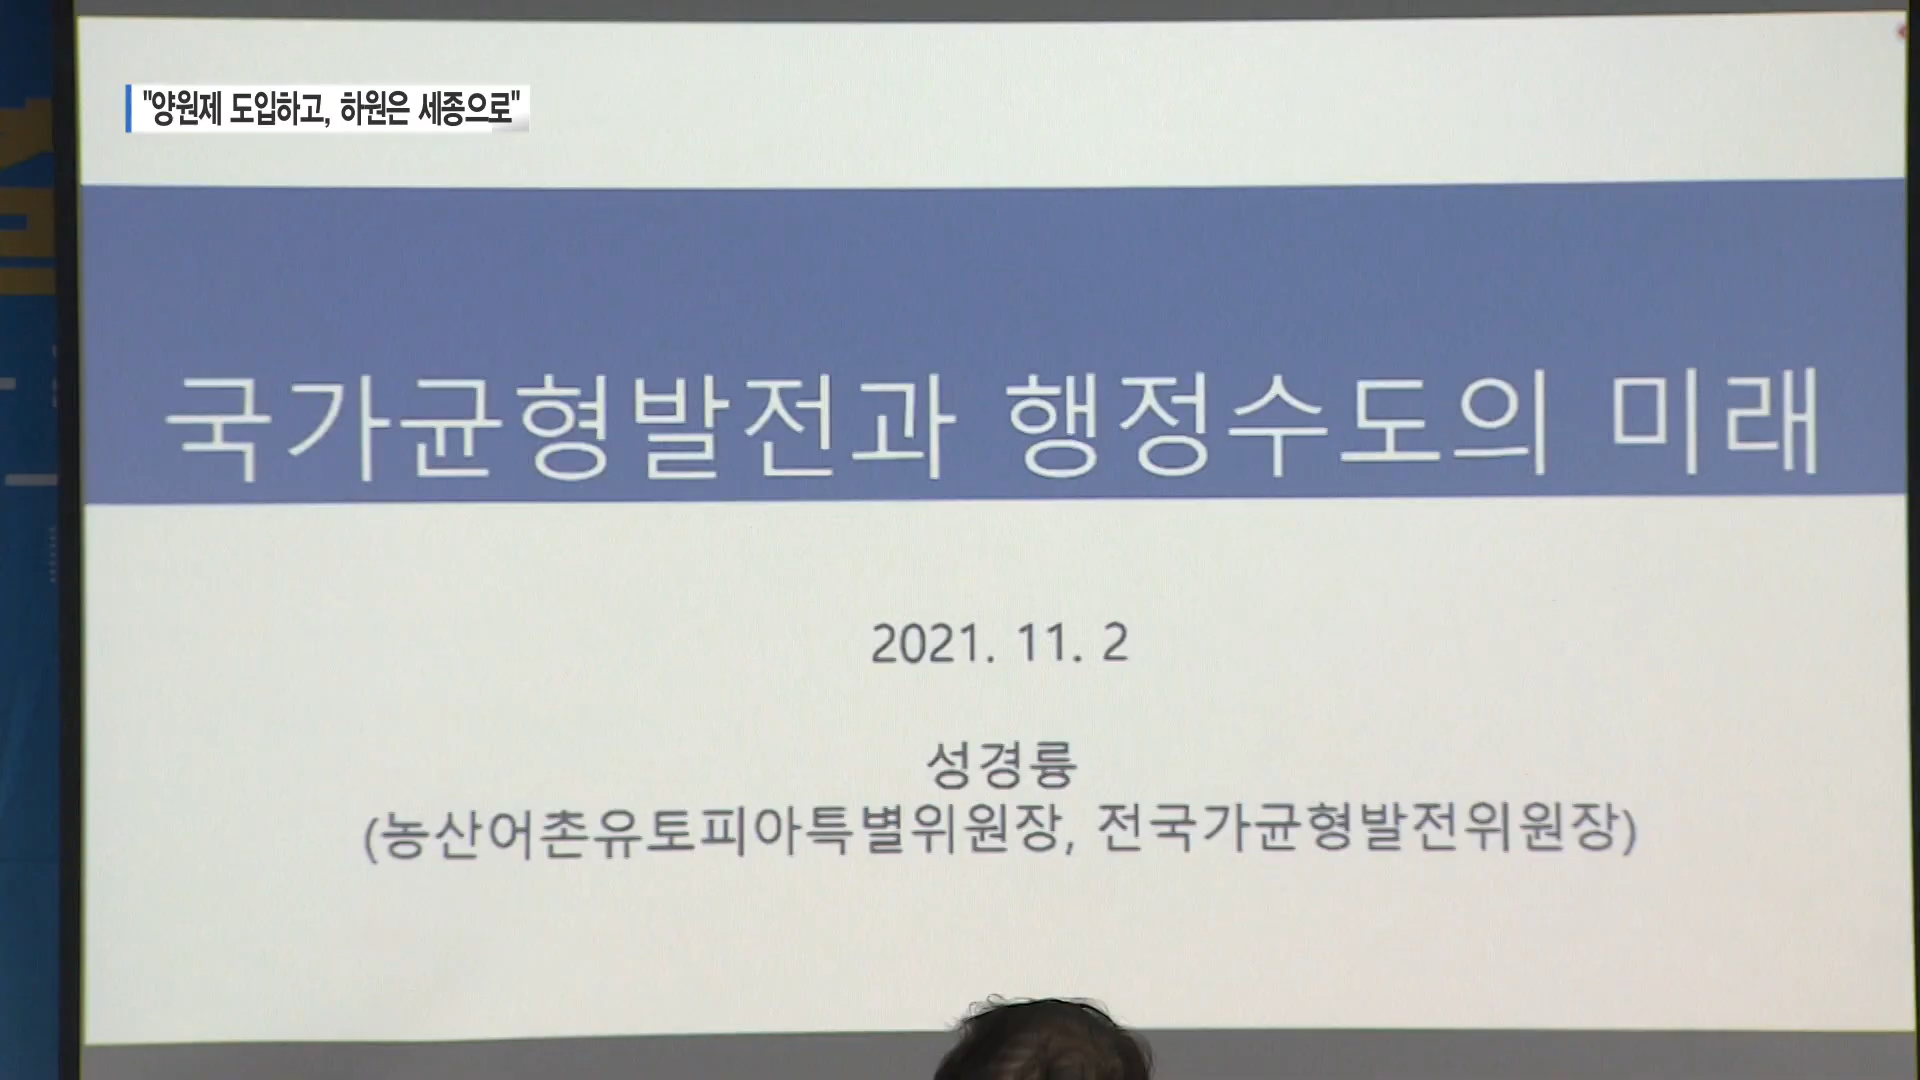 "양원제 도입하고, 하원은 세종으로"
국가균형발전과 행정수도의 미래
2021. 11. 2
성경륭
(농산어촌유토피아특별위원장, 전국가균형발전위원장)